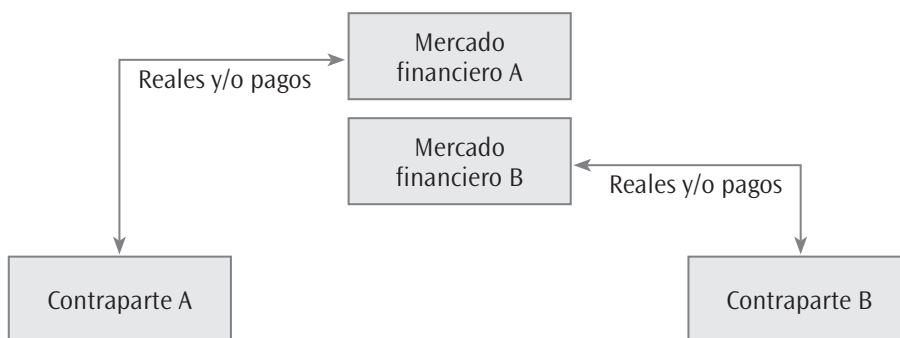 Mercado
financiero A
Reales y/o pagos
Mercado
financiero B
Reales y/o pagos
Contraparte A
Contraparte B